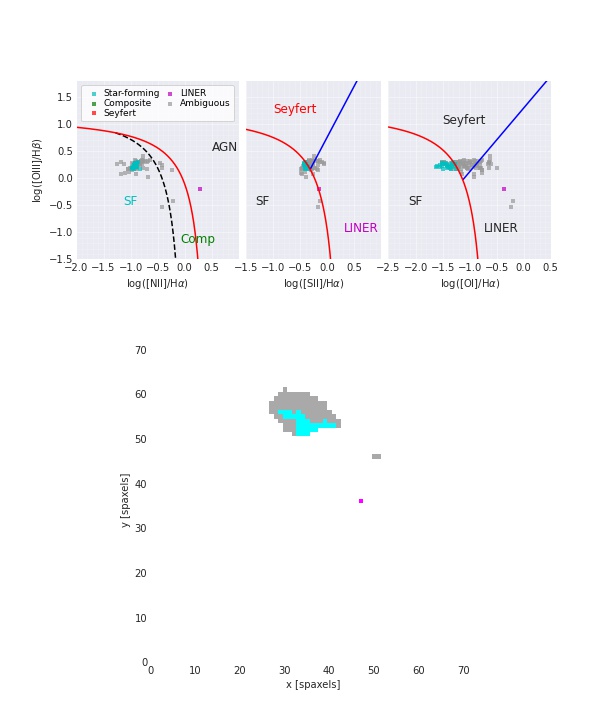 Star-forming
Composite
Seyfert
LINER
Ambiguous
log([OIII]/Hβ)
1.5
1.0
0.5
0.0
−0.5
−1.0
−1.5
AGN
SF
Comp
−2.0 −1.5 −1.0 −0.5 0.0 0.5
log([NII]/Hα)
Seyfert
SF
LINER
−1.5 −1.0 −0.5 0.0 0.5
log([SII]/Hα)
Seyfert
SF
LINER
−2.5 −2.0 −1.5 −1.0 −0.5 0.0 0.5
log([OI]/Hα)
y [spaxels]
70
60
50
40
30
20
10
0
0 10 20 30 40 50 60 70
x [spaxels]